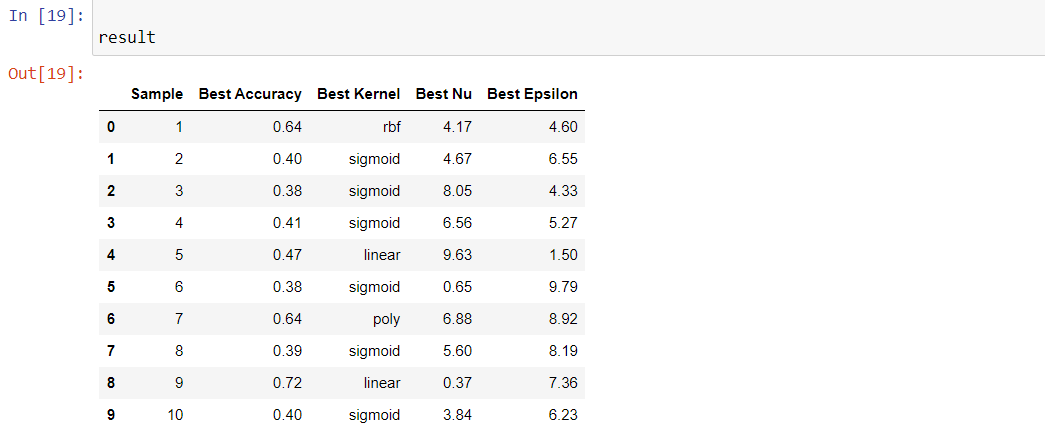 In [19]:
result
Out[19]:
Sample Best Accuracy Best Kernel Best Nu Best Epsilon
0 1 0.64 rbf 4.17 4.60
1 2 0.40 sigmoid 4.67 6.55
2 3 0.38 sigmoid 8.05 4.33
3 4 0.41 sigmoid 6.56 5.27
4 5 0.47 linear 9.63 1.50
5 6 0.38 sigmoid 0.65 9.79
6 7 0.64 poly 6.88 8.92
7 8 0.39 sigmoid 5.60 8.19
8 9 0.72 linear 0.37 7.36
9 10 0.40 sigmoid 3.84 6.23